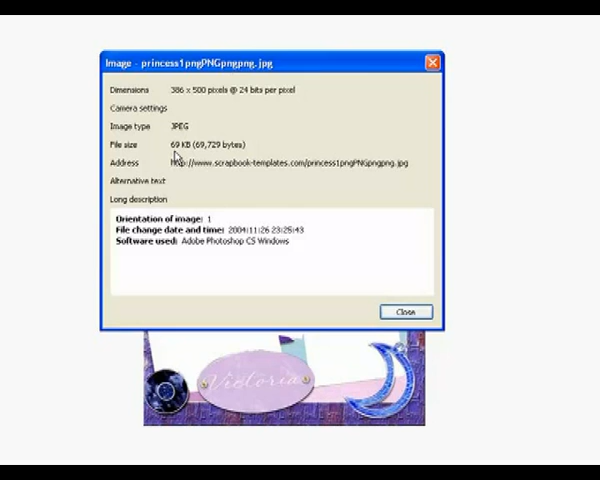 Image - princess1pngPNGpngpng.jpg
Dimensions 386 x 500 pixels @ 24 bits per pixel
Camera settings
Image type JPEG
File size 69 KB (69,729 bytes)
Address http://www.scrapbook-templates.com/princess1pngPNGpngpng.jpg
Alternative text
Long description
Orientation of image: 1
File change date and time: 2004:11:26 23:25:43
Software used: Adobe Photoshop CS Windows
Close
Victoria